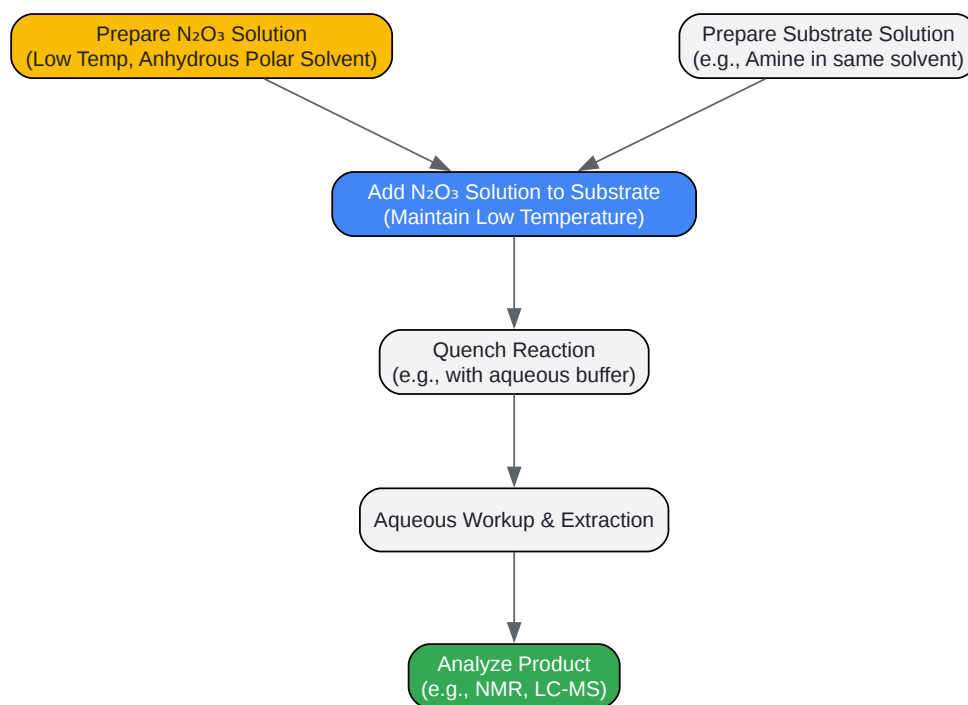 Prepare N₂O₃ Solution
(Low Temp, Anhydrous Polar Solvent)
Prepare Substrate Solution
(e.g., Amine in same solvent)
Add N₂O₃ Solution to Substrate
(Maintain Low Temperature)
Quench Reaction
(e.g., with aqueous buffer)
Aqueous Workup & Extraction
Analyze Product
(e.g., NMR, LC-MS)